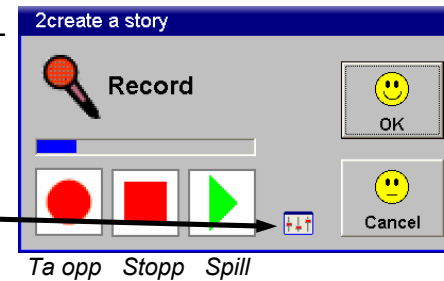 2create a story
Record
OK
Cancel
Ta opp Stopp Spill